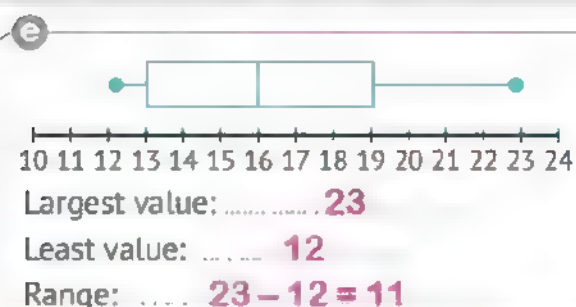 e
10 11 12 13 14 15 16 17 18 19 20 21 22 23 24
Largest value: ............ 23
Least value: ...... 12
Range: .... 23 – 12 = 11